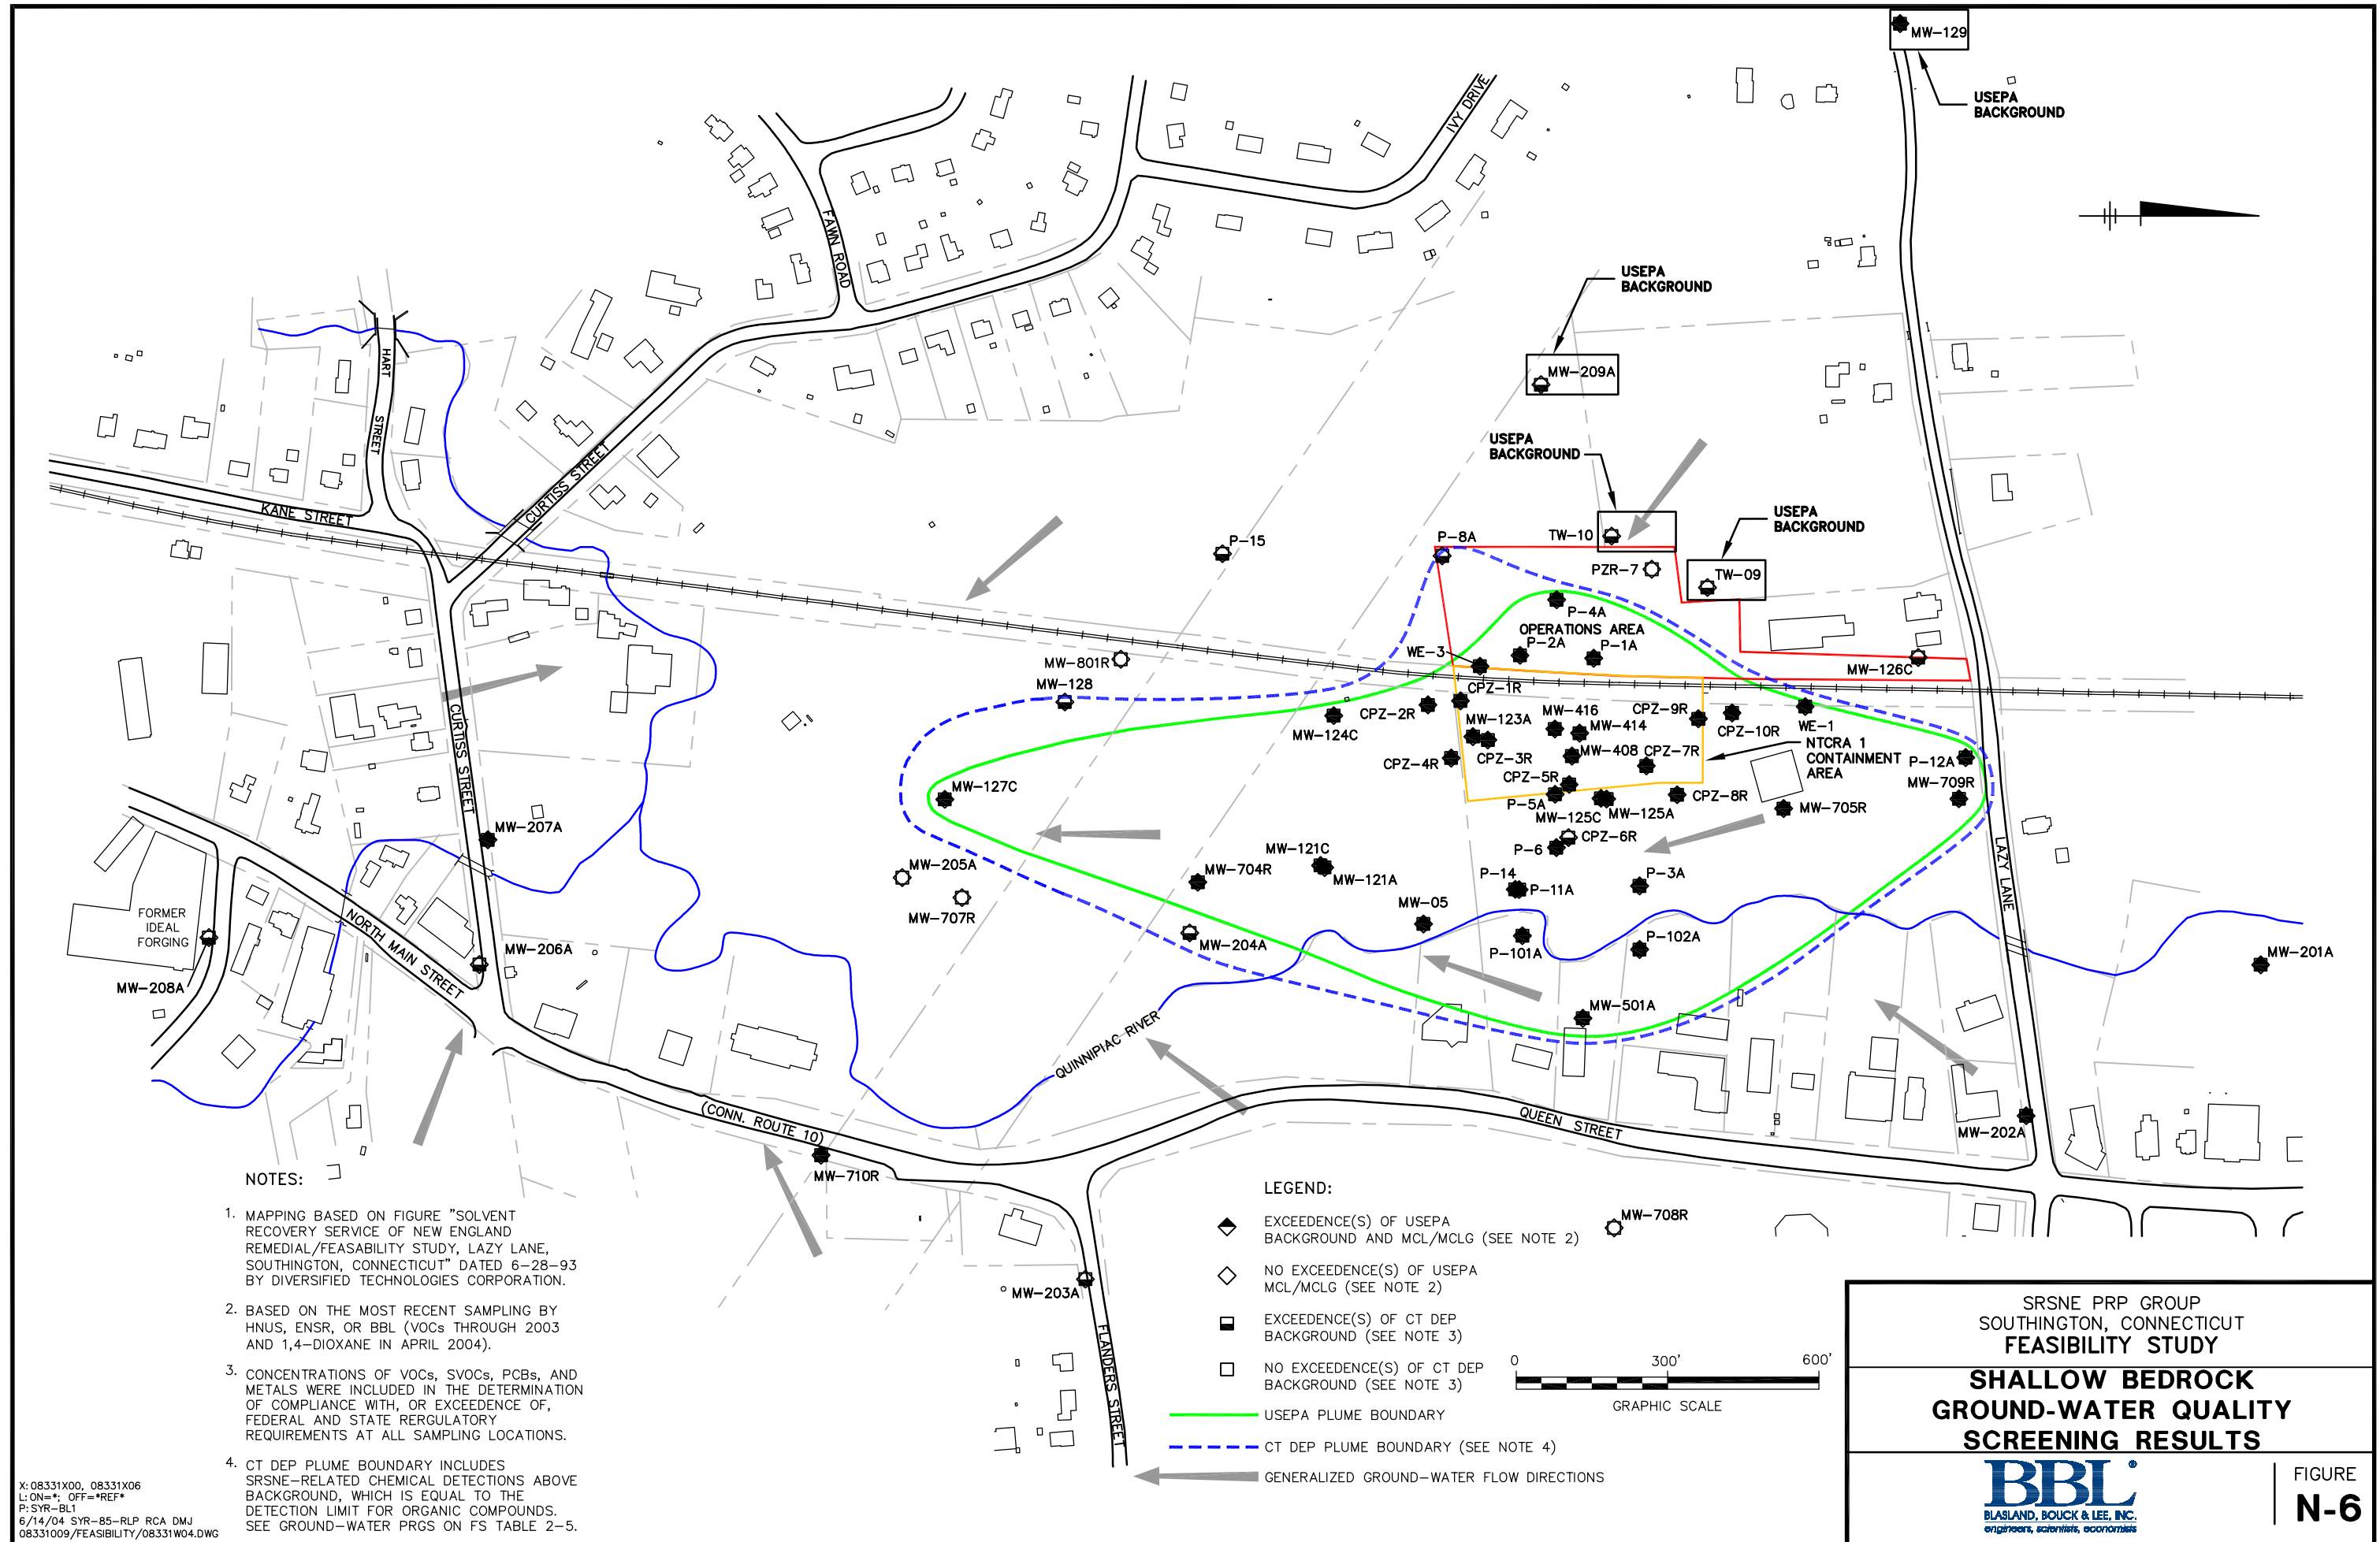 MW-129
USEPA
BACKGROUND
IVY DRIVE
FAWN ROAD
USEPA
BACKGROUND
MW-209A
HART
STREET
USEPA
BACKGROUND
CURTISS STREET
KANE STREET
USEPA
BACKGROUND
P-15
P-8A
TW-10
PZR-7
TW-09
P-4A
OPERATIONS AREA
P-2A
P-1A
WE-3
MW-801R
MW-126C
MW-128
CPZ-1R
CPZ-2R
MW-123A
MW-416
MW-414
CPZ-9R
CPZ-10R
WE-1
MW-124C
CPZ-4R
CPZ-3R
MW-408
CPZ-7R
NTCRA 1
CONTAINMENT
AREA
P-12A
MW-709R
CPZ-5R
P-5A
MW-125C
MW-125A
CPZ-8R
MW-705R
MW-127C
CURTISS STREET
MW-207A
CPZ-6R
P-6
MW-121C
MW-121A
MW-205A
MW-704R
P-14
P-11A
P-3A
LAZY LANE
MW-707R
MW-05
FORMER
IDEAL
FORGING
NORTH MAIN STREET
MW-206A
MW-204A
P-101A
P-102A
MW-201A
MW-208A
MW-501A
QUINNIPIAC RIVER
(CONN. ROUTE 10)
QUEEN STREET
MW-202A
MW-710R
MW-708R
MW-203A
FLANDERS STREET
NOTES:
1. MAPPING BASED ON FIGURE "SOLVENT
RECOVERY SERVICE OF NEW ENGLAND
REMEDIAL/FEASABILITY STUDY, LAZY LANE,
SOUTHINGTON, CONNECTICUT" DATED 6-28-93
BY DIVERSIFIED TECHNOLOGIES CORPORATION.
2. BASED ON THE MOST RECENT SAMPLING BY
HNUS, ENSR, OR BBL (VOCs THROUGH 2003
AND 1,4-DIOXANE IN APRIL 2004).
3. CONCENTRATIONS OF VOCs, SVOCs, PCBs, AND
METALS WERE INCLUDED IN THE DETERMINATION
OF COMPLIANCE WITH, OR EXCEEDENCE OF,
FEDERAL AND STATE RERGULATORY
REQUIREMENTS AT ALL SAMPLING LOCATIONS.
4. CT DEP PLUME BOUNDARY INCLUDES
SRSNE-RELATED CHEMICAL DETECTIONS ABOVE
BACKGROUND, WHICH IS EQUAL TO THE
DETECTION LIMIT FOR ORGANIC COMPOUNDS.
SEE GROUND-WATER PRGS ON FS TABLE 2-5.
LEGEND:
EXCEEDENCE(S) OF USEPA
BACKGROUND AND MCL/MCLG (SEE NOTE 2)
NO EXCEEDENCE(S) OF USEPA
MCL/MCLG (SEE NOTE 2)
EXCEEDENCE(S) OF CT DEP
BACKGROUND (SEE NOTE 3)
NO EXCEEDENCE(S) OF CT DEP
BACKGROUND (SEE NOTE 3)
USEPA PLUME BOUNDARY
CT DEP PLUME BOUNDARY (SEE NOTE 4)
GENERALIZED GROUND-WATER FLOW DIRECTIONS
0 300' 600'
GRAPHIC SCALE
X: 08331X00, 08331X06
L: ON=*; OFF=*REF*
P: SYR-BL1
6/14/04 SYR-85-RLP RCA DMJ
08331009/FEASIBILITY/08331W04.DWG
SRSNE PRP GROUP
SOUTHINGTON, CONNECTICUT
FEASIBILITY STUDY
SHALLOW BEDROCK
GROUND-WATER QUALITY
SCREENING RESULTS
BBL®
BLASLAND, BOUCK & LEE, INC.
engineers, scientists, economists
FIGURE
N-6